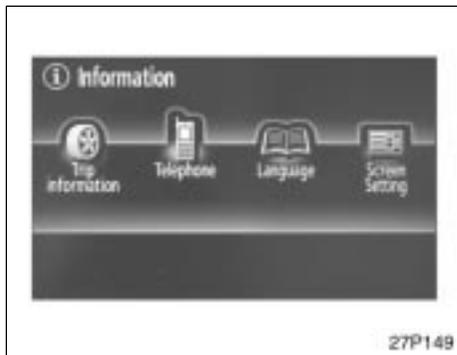 i Information
Trip
information
Telephone
Language
Screen
Setting
27P149